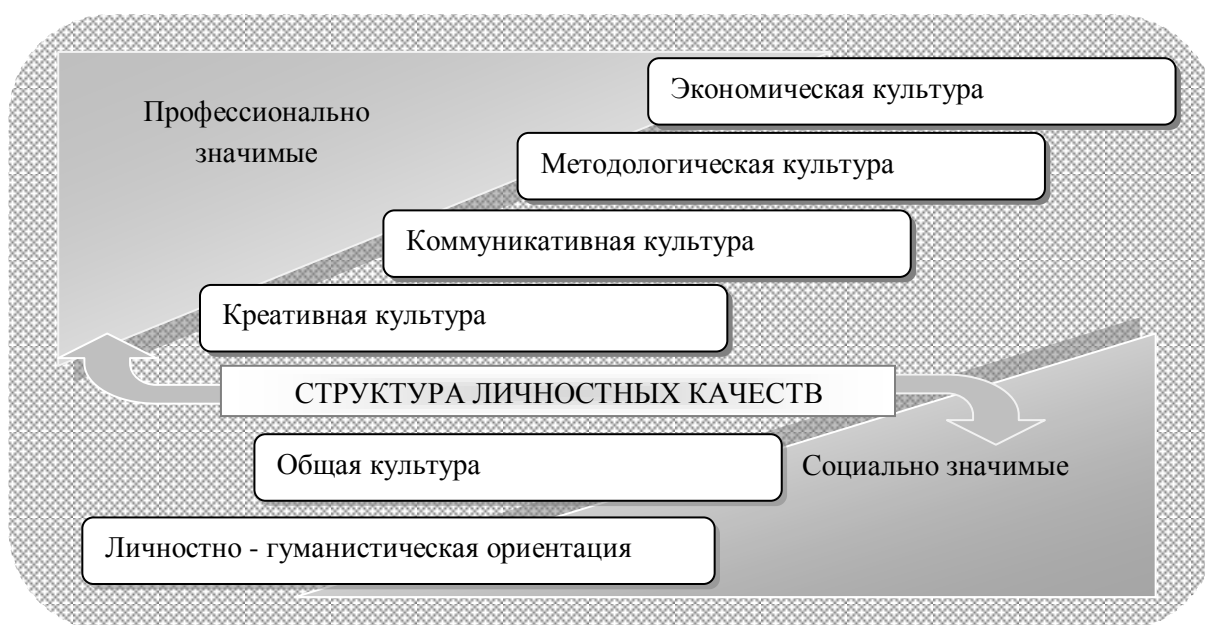 Профессионально
значимые
Экономическая культура
Методологическая культура
Коммуникативная культура
Креативная культура
СТРУКТУРА ЛИЧНОСТНЫХ КАЧЕСТВ
Общая культура
Социально значимые
Личностно - гуманистическая ориентация